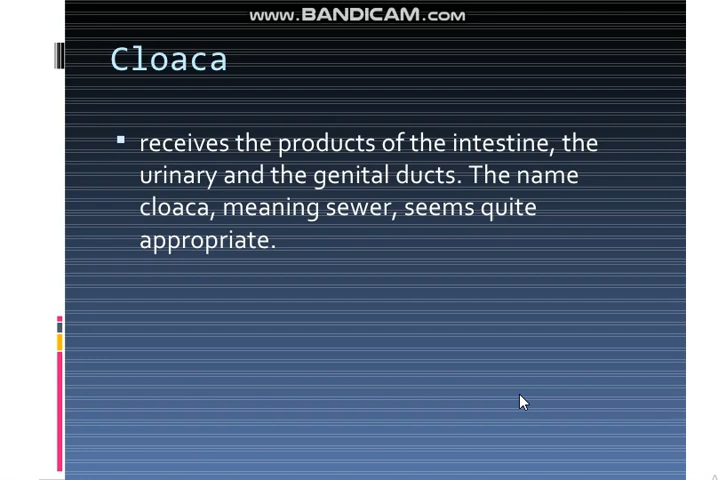 www.BANDICAM.com
Cloaca
receives the products of the intestine, the
urinary and the genital ducts. The name
cloaca, meaning sewer, seems quite
appropriate.